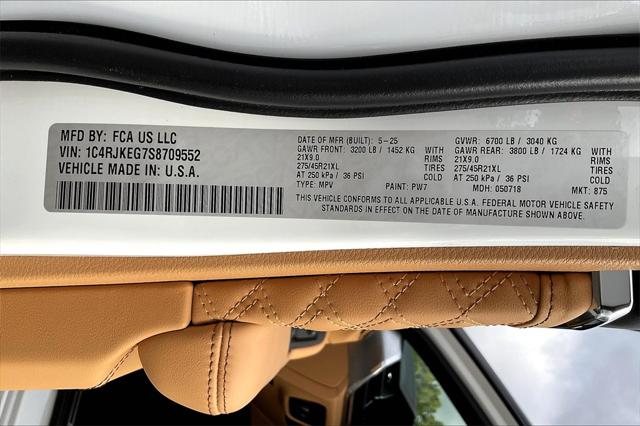 MFD BY: FCA US LLC
VIN: 1C4RJKEG7S8709552
VEHICLE MADE IN: U.S.A.
DATE OF MFR (BUILT): 5-25 GVWR: 6700 LB / 3040 KG
GAWR FRONT: 3200 LB / 1452 KG WITH GAWR REAR: 3800 LB / 1724 KG WITH
21X9.0 RIMS 21X9.0 RIMS
275/45R21XL TIRES 275/45R21XL TIRES
AT 250 kPa / 36 PSI COLD AT 250 kPa / 36 PSI COLD
TYPE: MPV PAINT: PW7 MDH: 050718 MKT: 875
THIS VEHICLE CONFORMS TO ALL APPLICABLE U.S.A. FEDERAL MOTOR VEHICLE SAFETY
STANDARDS IN EFFECT ON THE DATE OF MANUFACTURE SHOWN ABOVE.